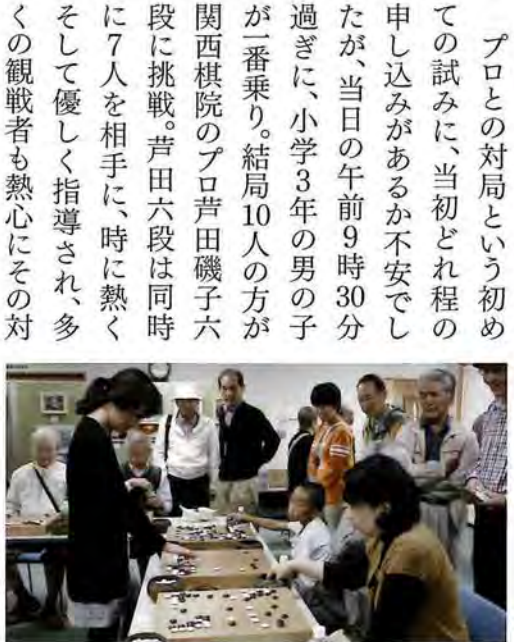 プロとの対局という初め
ての試みに、当初どれ程の
申し込みがあるか不安でし
たが、当日の午前9時30分
過ぎに、小学3年の男の子
が一番乗り。結局10人の方が
関西棋院のプロ芦田磯子六
段に挑戦。芦田六段は同時
に7人を相手に、時に熱く
そして優しく指導され、多
くの観戦者も熱心にその対